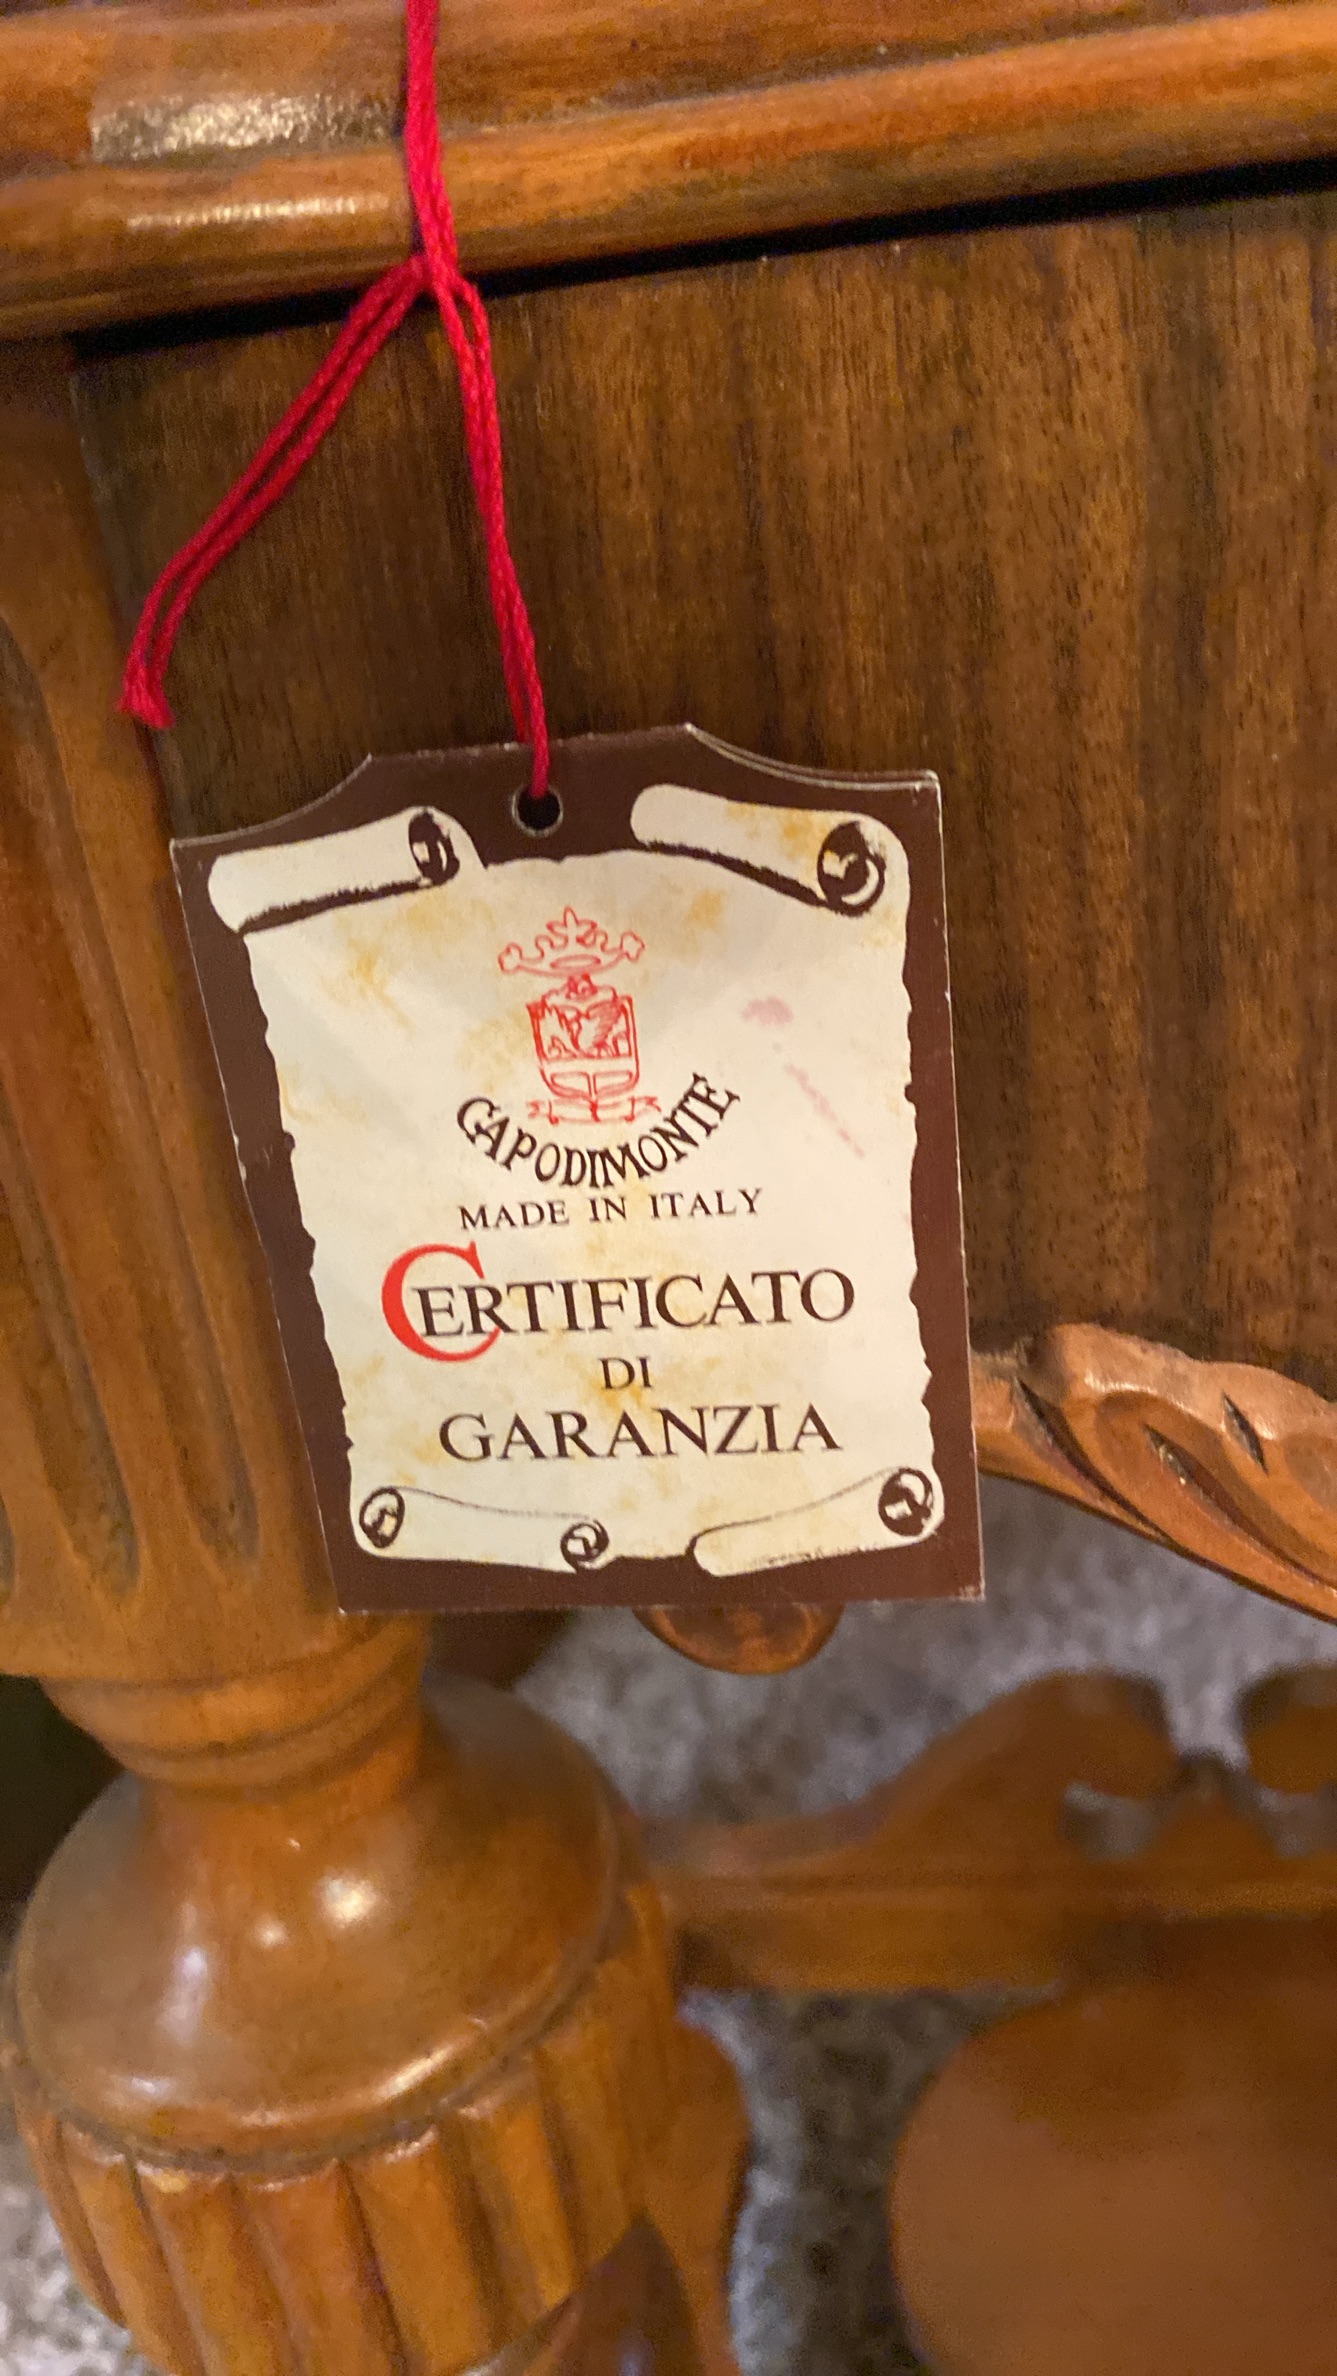 CAPODIMONTE
MADE IN ITALY
CERTIFICATO
DI
GARANZIA